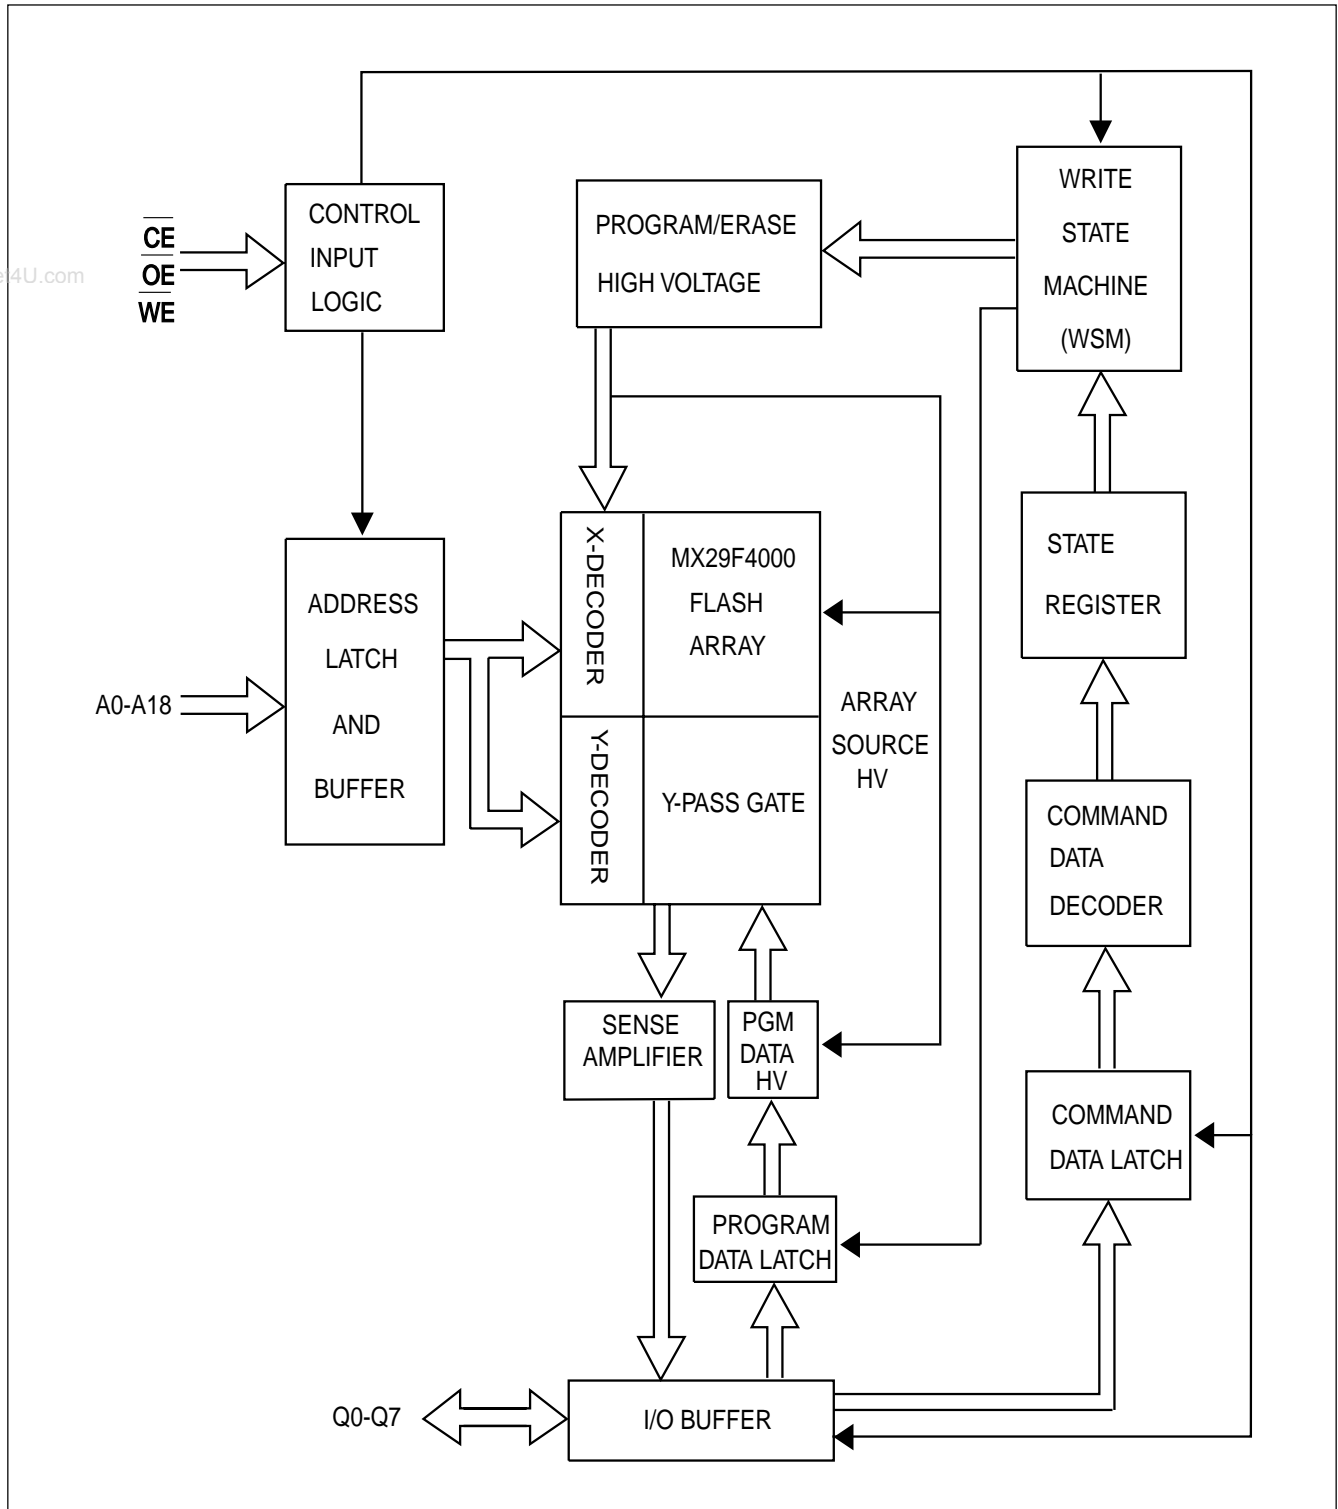 CONTROL
INPUT
LOGIC
CE
OE
WE
et4U.com
PROGRAM/ERASE
HIGH VOLTAGE
WRITE
STATE
MACHINE
(WSM)
ADDRESS
LATCH
AND
BUFFER
A0-A18
X-DECODER
MX29F4000
FLASH
ARRAY
Y-DECODER
Y-PASS GATE
ARRAY
SOURCE
HV
STATE
REGISTER
COMMAND
DATA
DECODER
SENSE
AMPLIFIER
PGM
DATA
HV
COMMAND
DATA LATCH
PROGRAM
DATA LATCH
Q0-Q7
I/O BUFFER